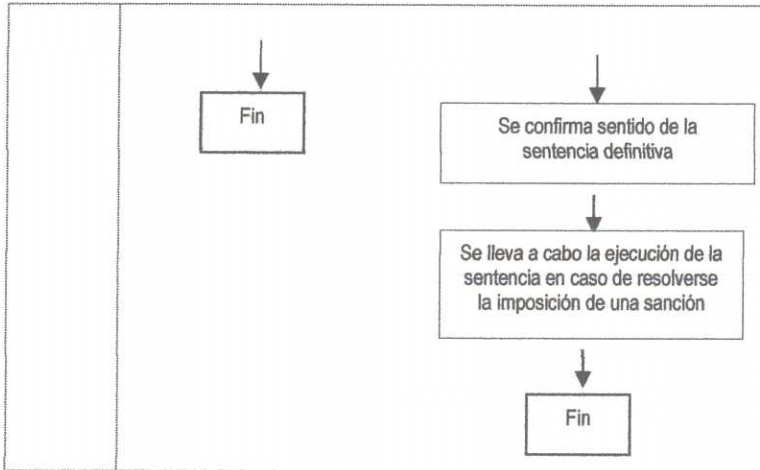 Fin
Se confirma sentido de la
sentencia definitiva
Se lleva a cabo la ejecución de la
sentencia en caso de resolverse
la imposición de una sanción
Fin